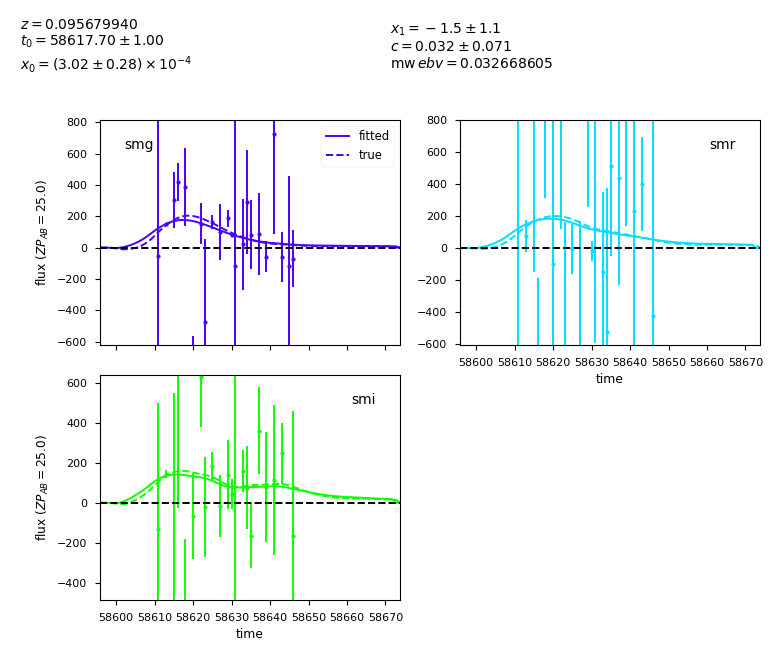 z = 0.095679940
t₀ = 58617.70 ± 1.00
x₀ = (3.02 ± 0.28) × 10⁻⁴
x₁ = −1.5 ± 1.1
c = 0.032 ± 0.071
mw ebv = 0.032668605
smg
fitted
true
800
600
400
200
0
−200
−400
−600
flux (ZP_AB = 25.0)
smr
800
600
400
200
0
−200
−400
−600
58600 58610 58620 58630 58640 58650 58660 58670
time
smi
600
400
200
0
−200
−400
flux (ZP_AB = 25.0)
58600 58610 58620 58630 58640 58650 58660 58670
time